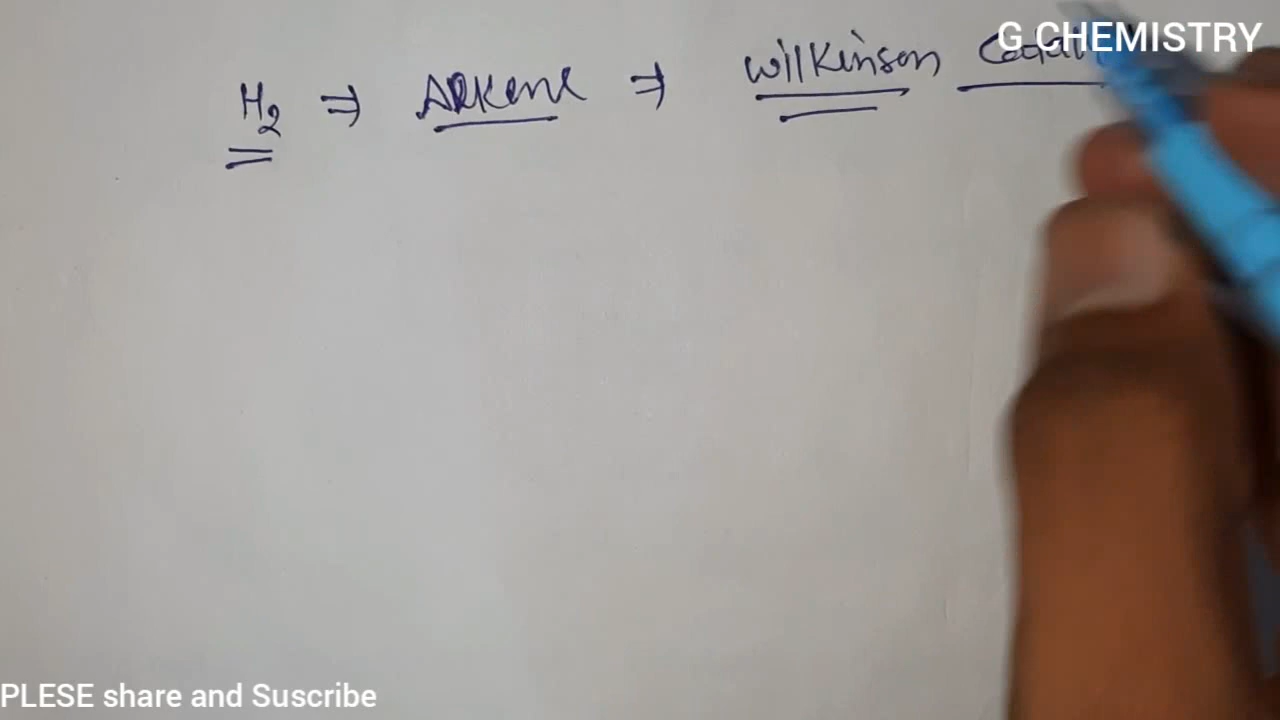 G CHEMISTRY
H₂ ⇒ Alkene ⇒ Wilkinson
PLESE share and Suscribe